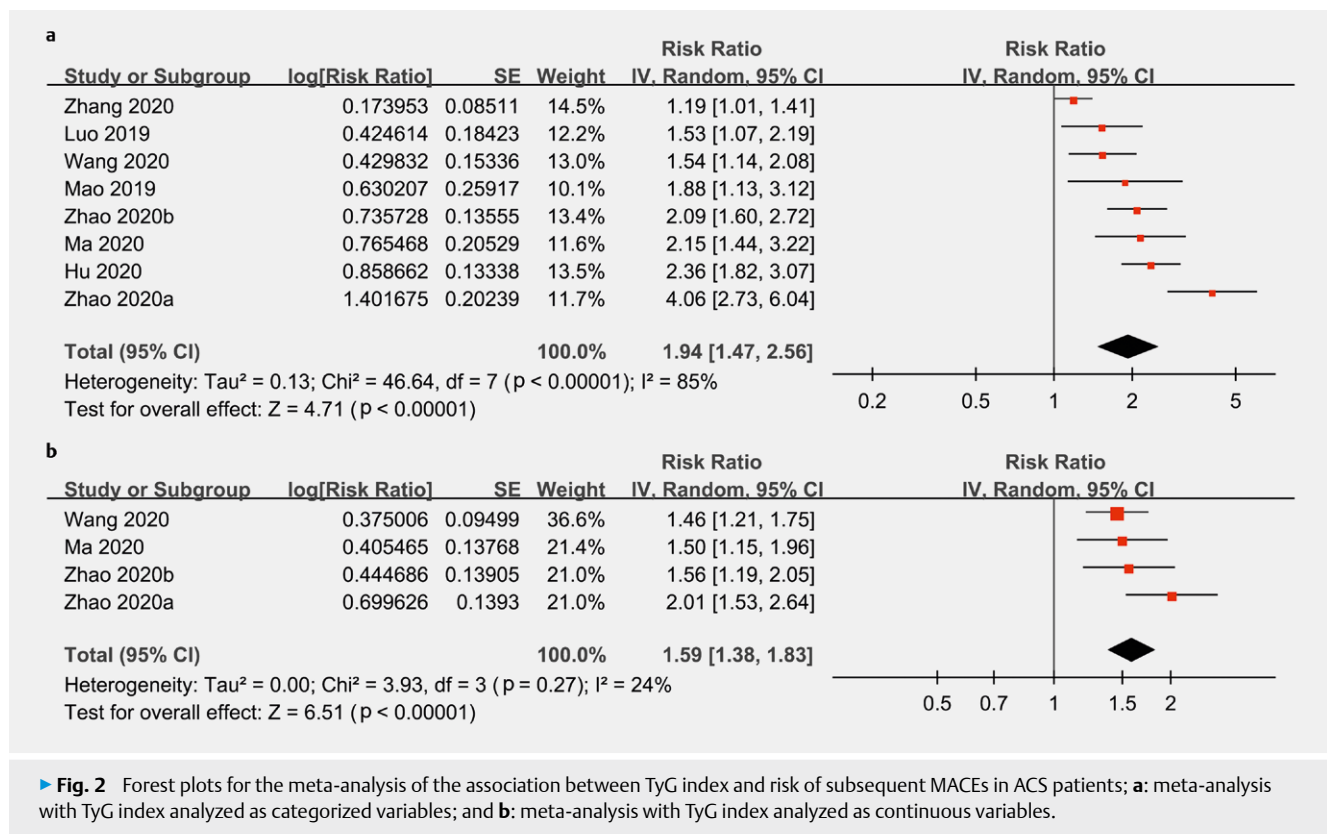 a
Risk Ratio Risk Ratio
Study or Subgroup log[Risk Ratio] SE Weight IV, Random, 95% CI IV, Random, 95% CI
Zhang 2020 0.173953 0.08511 14.5% 1.19 [1.01, 1.41]
Luo 2019 0.424614 0.18423 12.2% 1.53 [1.07, 2.19]
Wang 2020 0.429832 0.15336 13.0% 1.54 [1.14, 2.08]
Mao 2019 0.630207 0.25917 10.1% 1.88 [1.13, 3.12]
Zhao 2020b 0.735728 0.13555 13.4% 2.09 [1.60, 2.72]
Ma 2020 0.765468 0.20529 11.6% 2.15 [1.44, 3.22]
Hu 2020 0.858662 0.13338 13.5% 2.36 [1.82, 3.07]
Zhao 2020a 1.401675 0.20239 11.7% 4.06 [2.73, 6.04]
Total (95% CI) 100.0% 1.94 [1.47, 2.56]
Heterogeneity: Tau² = 0.13; Chi² = 46.64, df = 7 (p < 0.00001); I² = 85%
Test for overall effect: Z = 4.71 (p < 0.00001)
0.2 0.5 1 2 5
b
Risk Ratio Risk Ratio
Study or Subgroup log[Risk Ratio] SE Weight IV, Random, 95% CI IV, Random, 95% CI
Wang 2020 0.375006 0.09499 36.6% 1.46 [1.21, 1.75]
Ma 2020 0.405465 0.13768 21.4% 1.50 [1.15, 1.96]
Zhao 2020b 0.444686 0.13905 21.0% 1.56 [1.19, 2.05]
Zhao 2020a 0.699626 0.1393 21.0% 2.01 [1.53, 2.64]
Total (95% CI) 100.0% 1.59 [1.38, 1.83]
Heterogeneity: Tau² = 0.00; Chi² = 3.93, df = 3 (p = 0.27); I² = 24%
Test for overall effect: Z = 6.51 (p < 0.00001)
0.5 0.7 1 1.5 2
▶ Fig. 2 Forest plots for the meta-analysis of the association between TyG index and risk of subsequent MACEs in ACS patients; a: meta-analysis
with TyG index analyzed as categorized variables; and b: meta-analysis with TyG index analyzed as continuous variables.